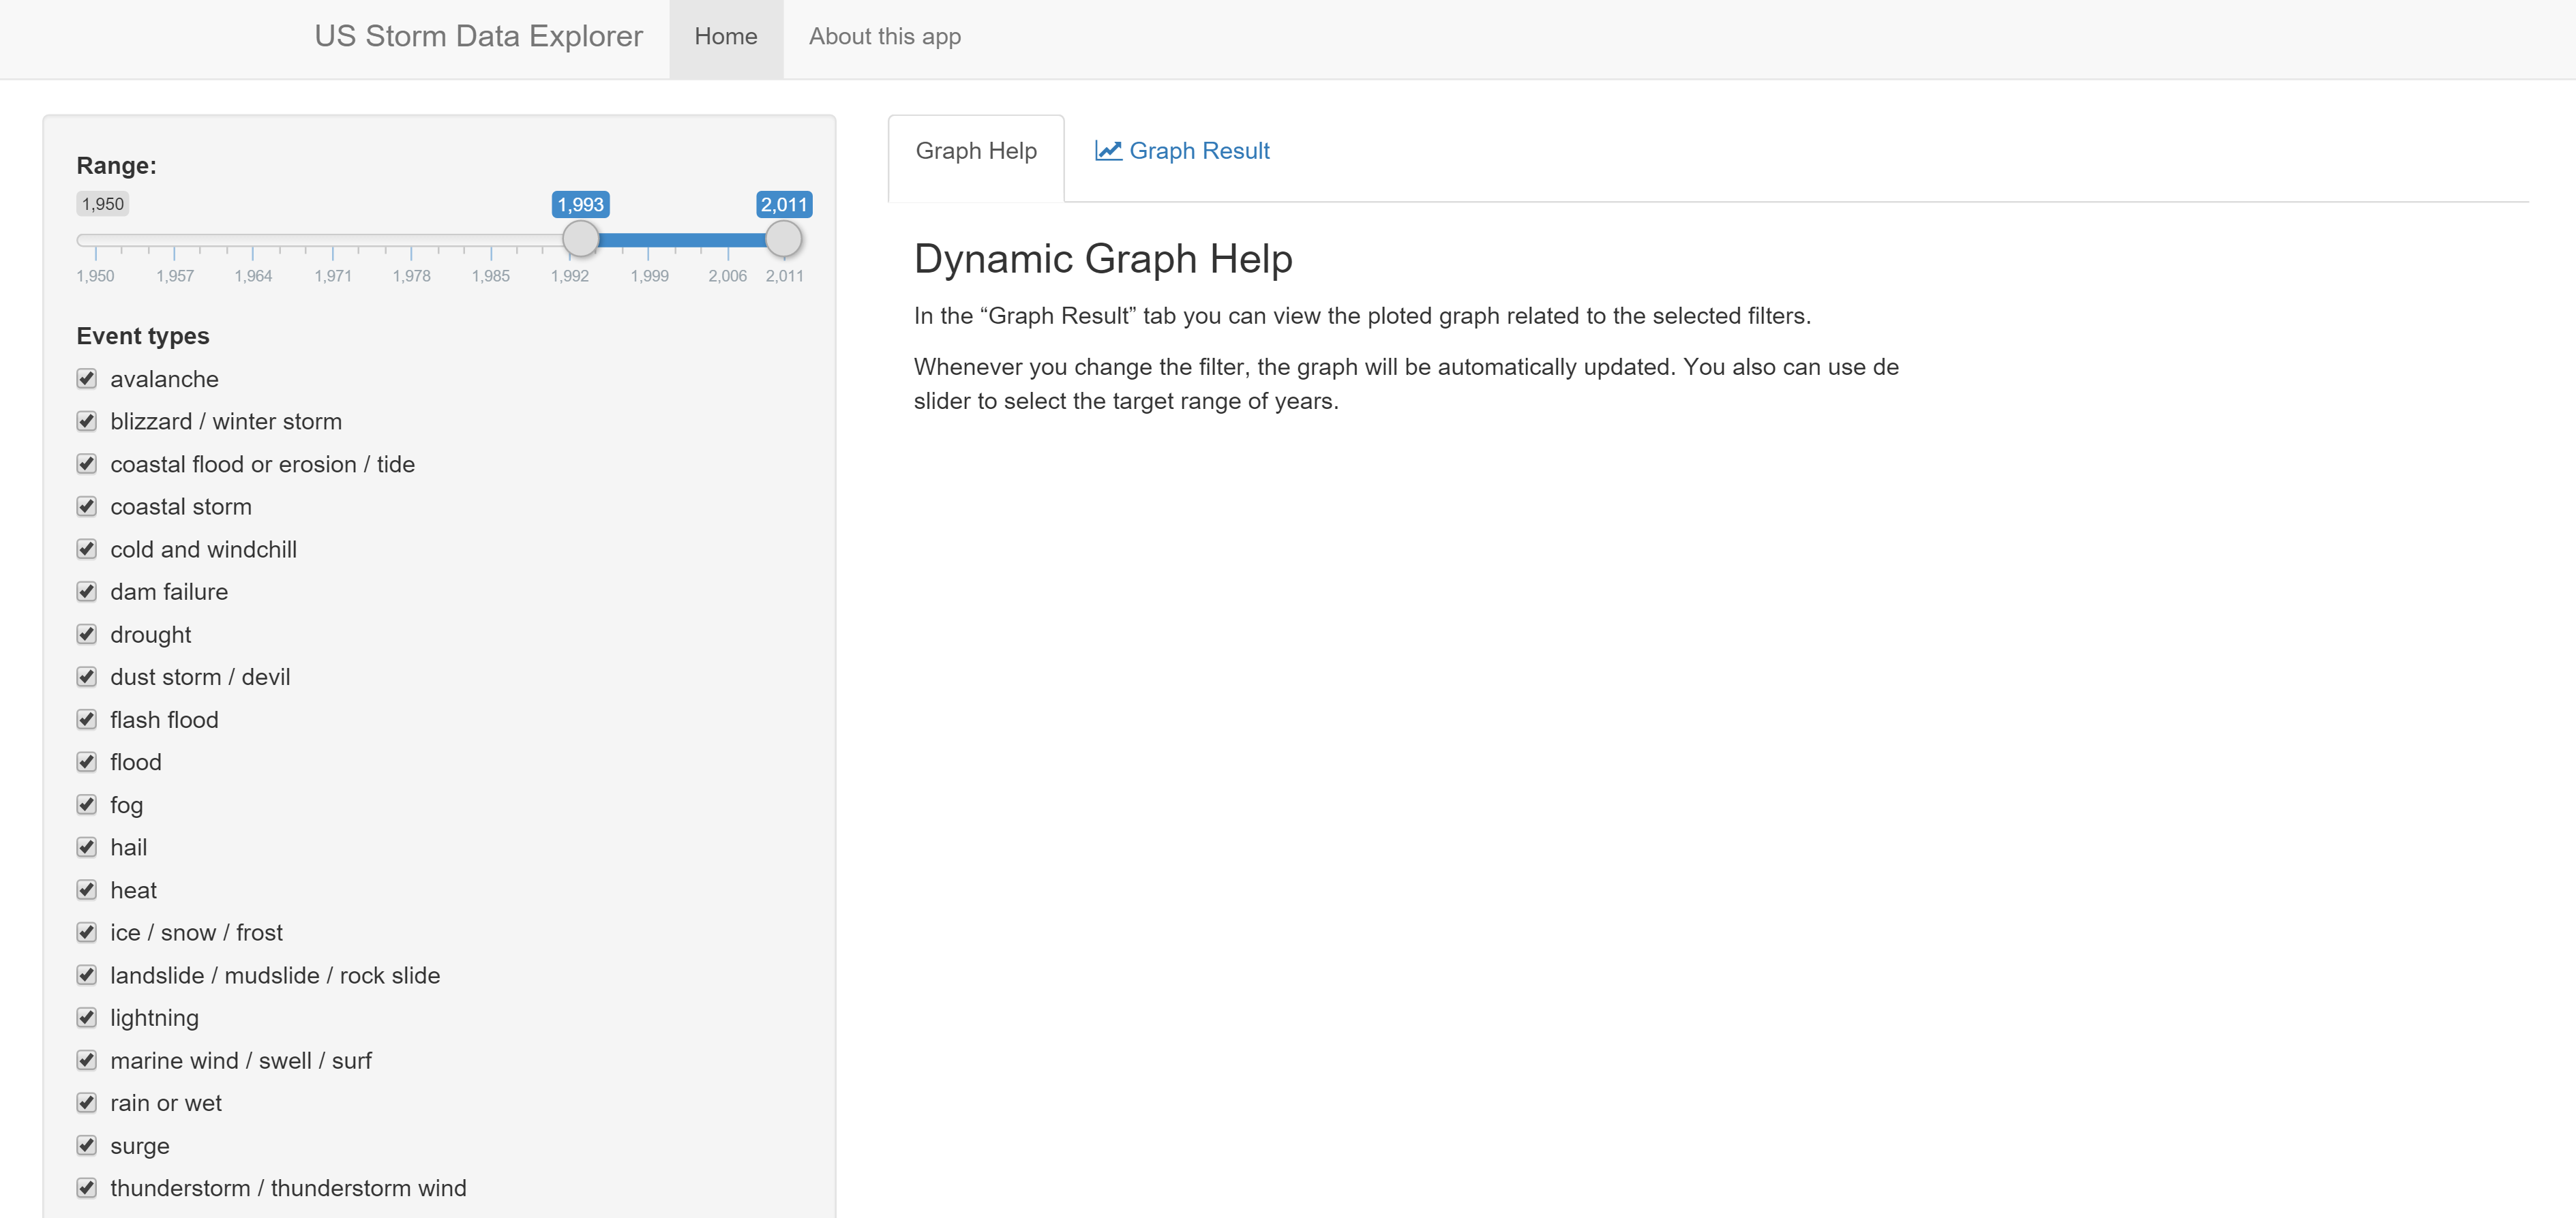 US Storm Data Explorer Home About this app
Range:
1,950 1,993 2,011
1,950 1,957 1,964 1,971 1,978 1,985 1,992 1,999 2,006 2,011
Event types
avalanche
blizzard / winter storm
coastal flood or erosion / tide
coastal storm
cold and windchill
dam failure
drought
dust storm / devil
flash flood
flood
fog
hail
heat
ice / snow / frost
landslide / mudslide / rock slide
lightning
marine wind / swell / surf
rain or wet
surge
thunderstorm / thunderstorm wind
Graph Help Graph Result
Dynamic Graph Help
In the “Graph Result” tab you can view the ploted graph related to the selected filters.
Whenever you change the filter, the graph will be automatically updated. You also can use de
slider to select the target range of years.